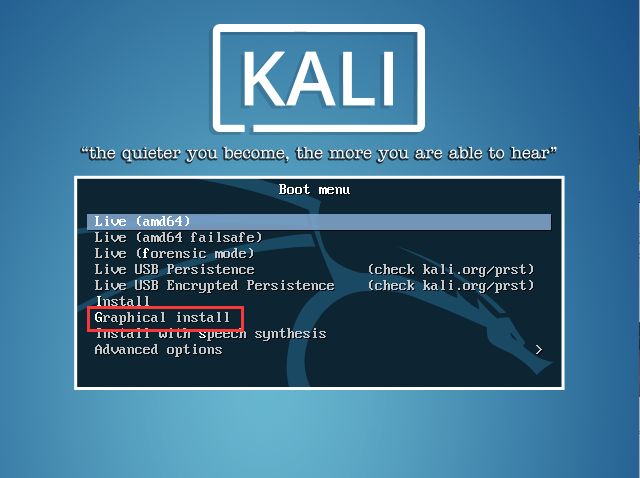 KALI
“the quieter you become, the more you are able to hear”
Boot menu
Live (amd64)
Live (amd64 failsafe)
Live (forensic mode)
Live USB Persistence (check kali.org/prst)
Live USB Encrypted Persistence (check kali.org/prst)
Install
Graphical install
Install with speech synthesis
Advanced options >